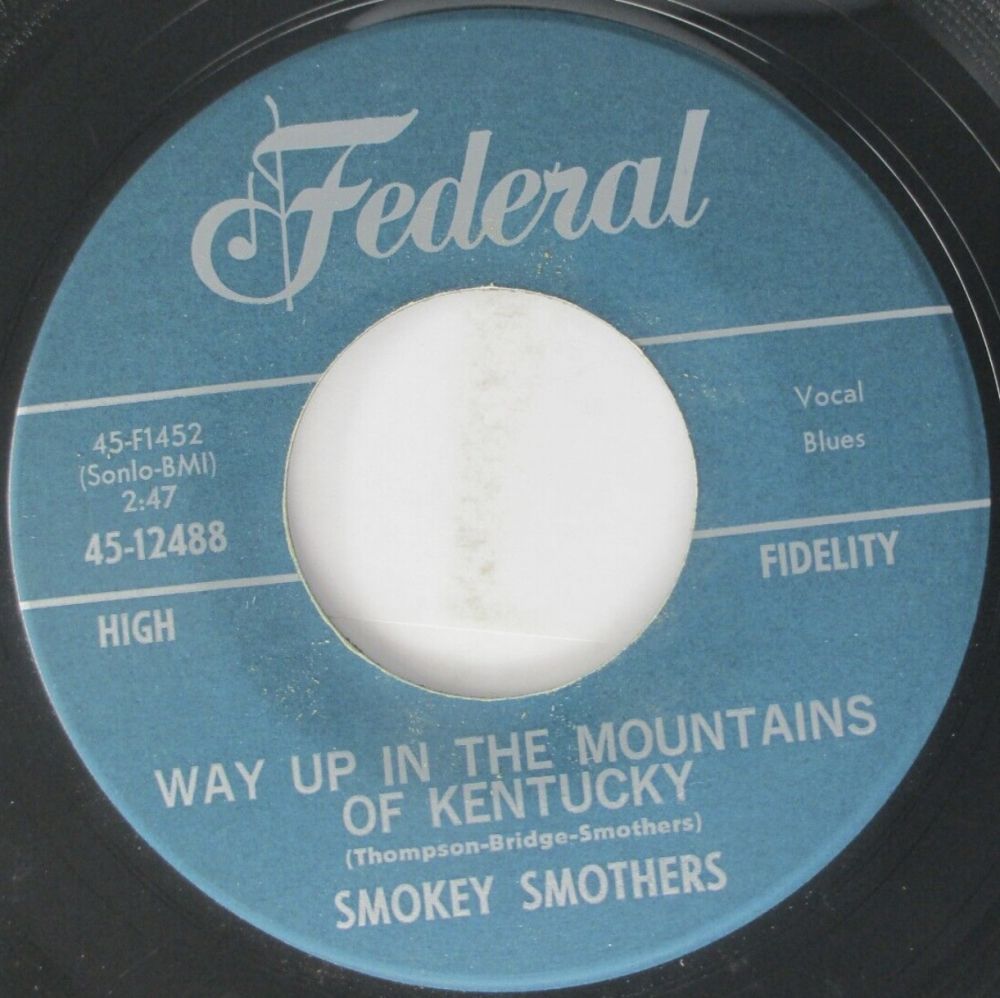 Federal
Vocal
Blues
45-F1452
(Sonlo-BMI)
2:47
45-12488
HIGH
FIDELITY
WAY UP IN THE MOUNTAINS
OF KENTUCKY
(Thompson-Bridge-Smothers)
SMOKEY SMOTHERS